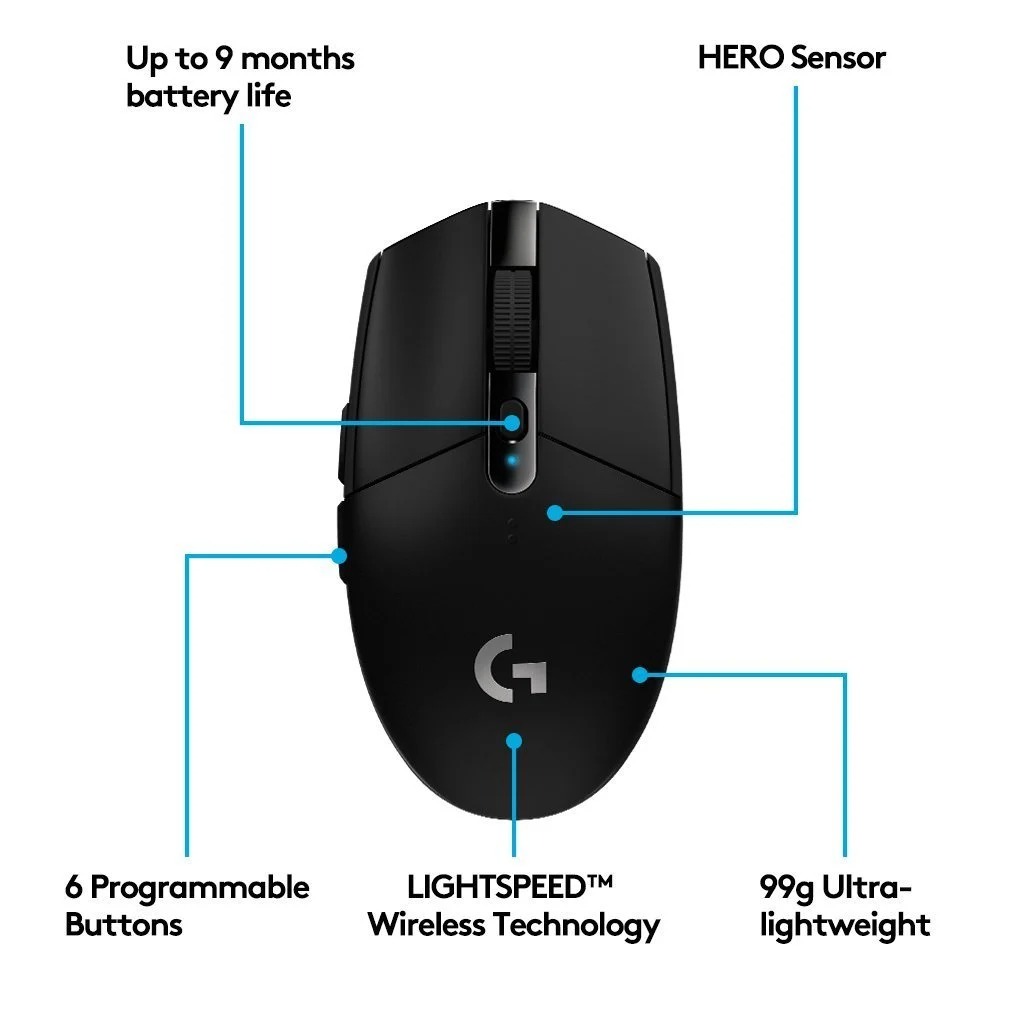 Up to 9 months
battery life
HERO Sensor
6 Programmable
Buttons
LIGHTSPEED™
Wireless Technology
99g Ultra-
lightweight